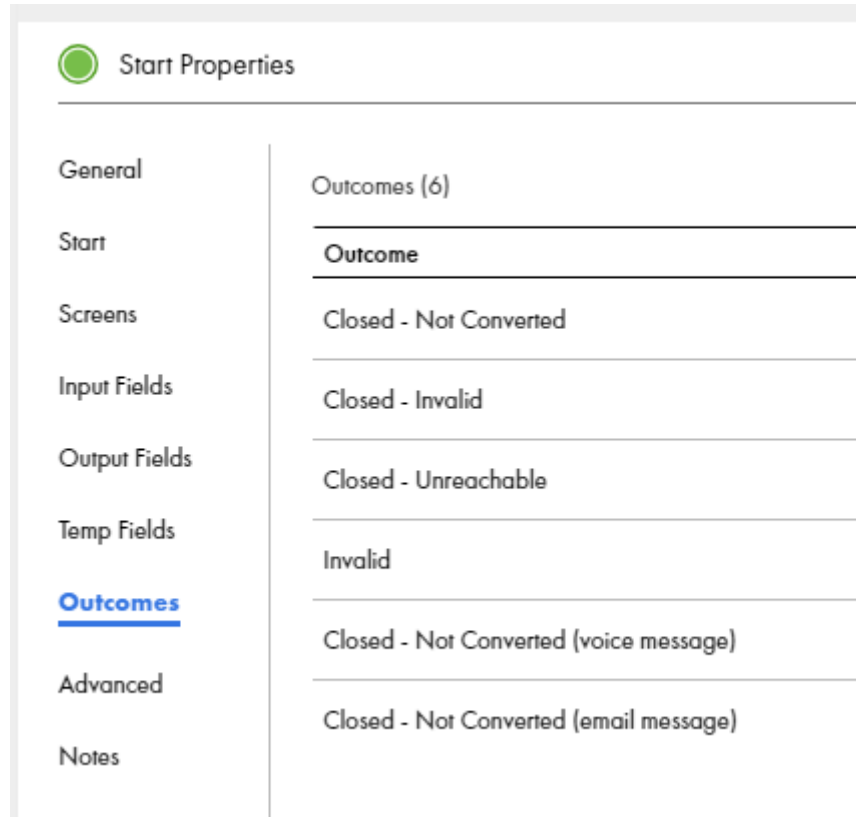 Start Properties
General
Start
Screens
Input Fields
Output Fields
Temp Fields
Outcomes
Advanced
Notes
Outcomes (6)
Outcome
Closed - Not Converted
Closed - Invalid
Closed - Unreachable
Invalid
Closed - Not Converted (voice message)
Closed - Not Converted (email message)